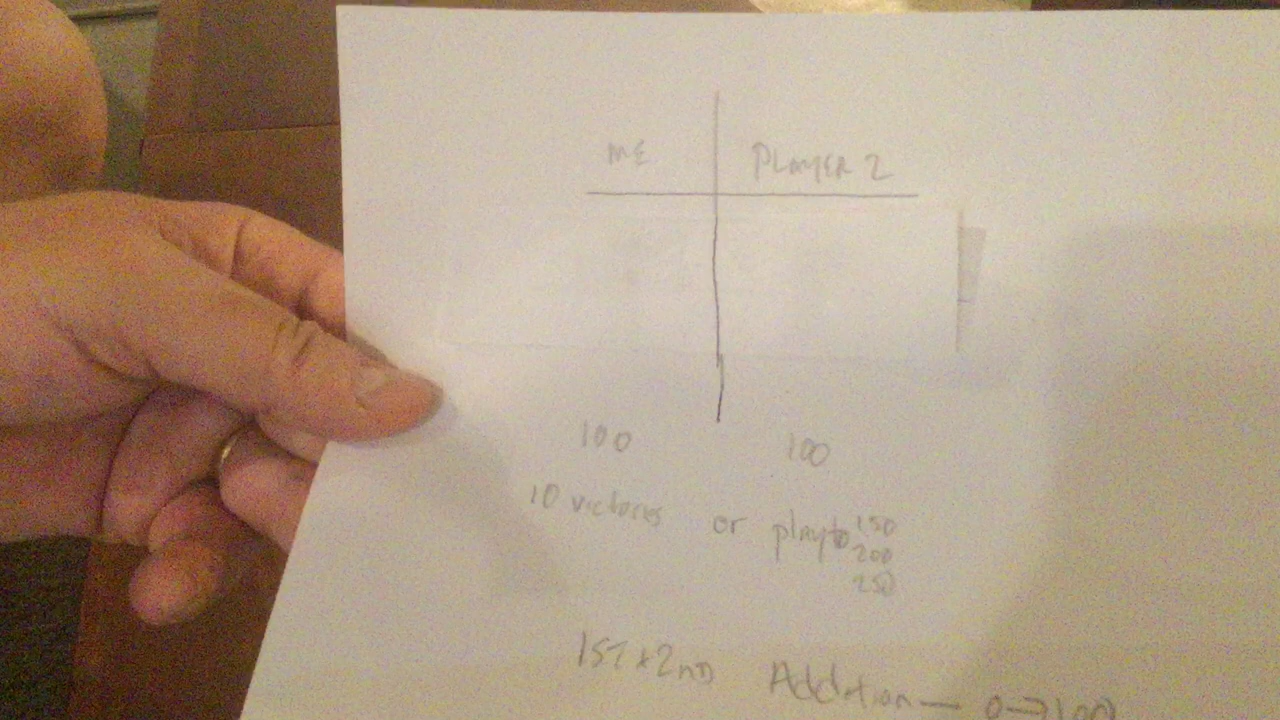 ME PLAYER 2
100 100
10 victories or play to 150
200
250
1ST + 2nD Addition — 0→100